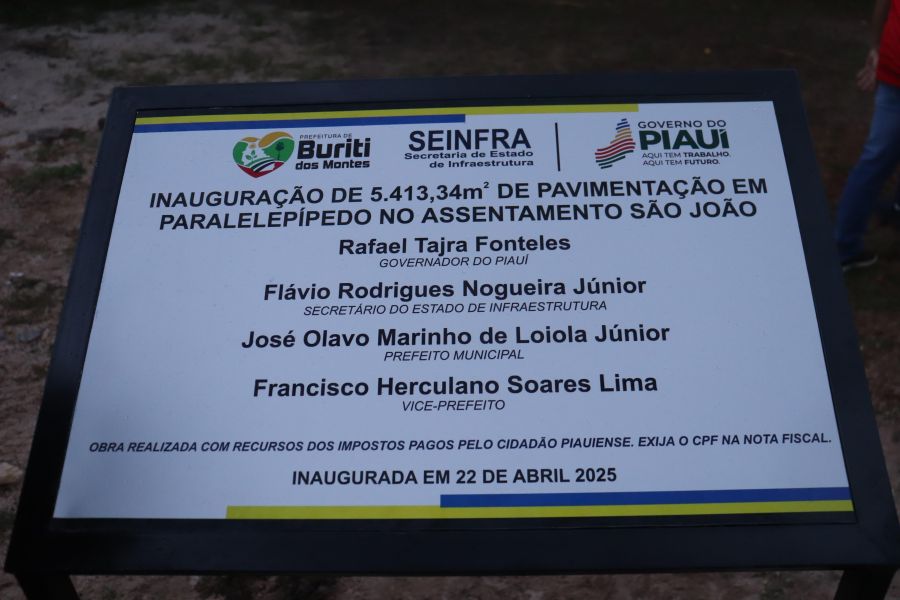 PREFEITURA DE
Buriti
dos Montes
SEINFRA
Secretaria de Estado
de Infraestrutura
GOVERNO DO
PIAUÍ
AQUI TEM TRABALHO.
AQUI TEM FUTURO.
INAUGURAÇÃO DE 5.413,34m² DE PAVIMENTAÇÃO EM
PARALELEPÍPEDO NO ASSENTAMENTO SÃO JOÃO
Rafael Tajra Fonteles
GOVERNADOR DO PIAUÍ
Flávio Rodrigues Nogueira Júnior
SECRETÁRIO DO ESTADO DE INFRAESTRUTURA
José Olavo Marinho de Loiola Júnior
PREFEITO MUNICIPAL
Francisco Herculano Soares Lima
VICE-PREFEITO
OBRA REALIZADA COM RECURSOS DOS IMPOSTOS PAGOS PELO CIDADÃO PIAUIENSE. EXIJA O CPF NA NOTA FISCAL.
INAUGURADA EM 22 DE ABRIL 2025